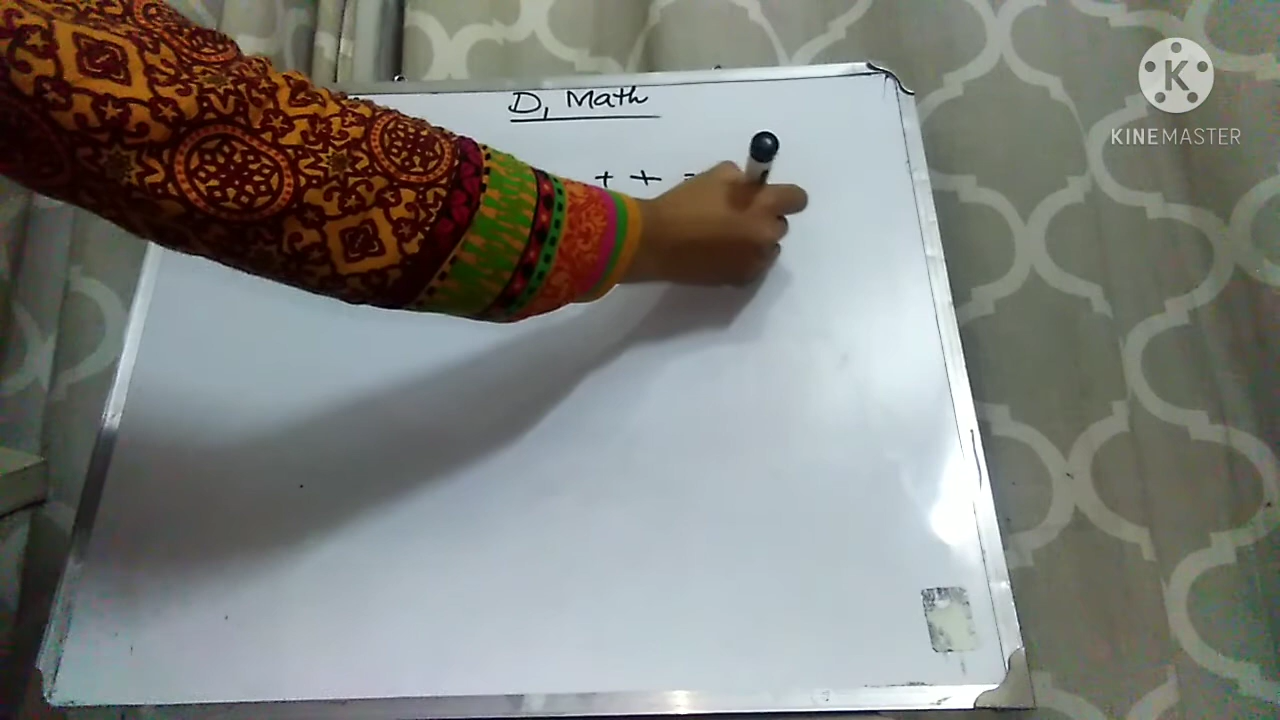 D, Math
+ + =
K
KINEMASTER